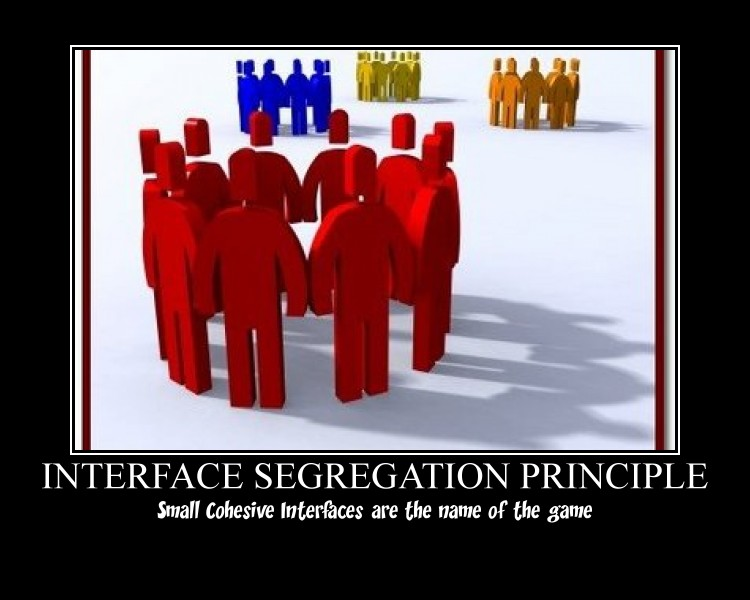 INTERFACE SEGREGATION PRINCIPLE
Small Cohesive Interfaces are the name of the game